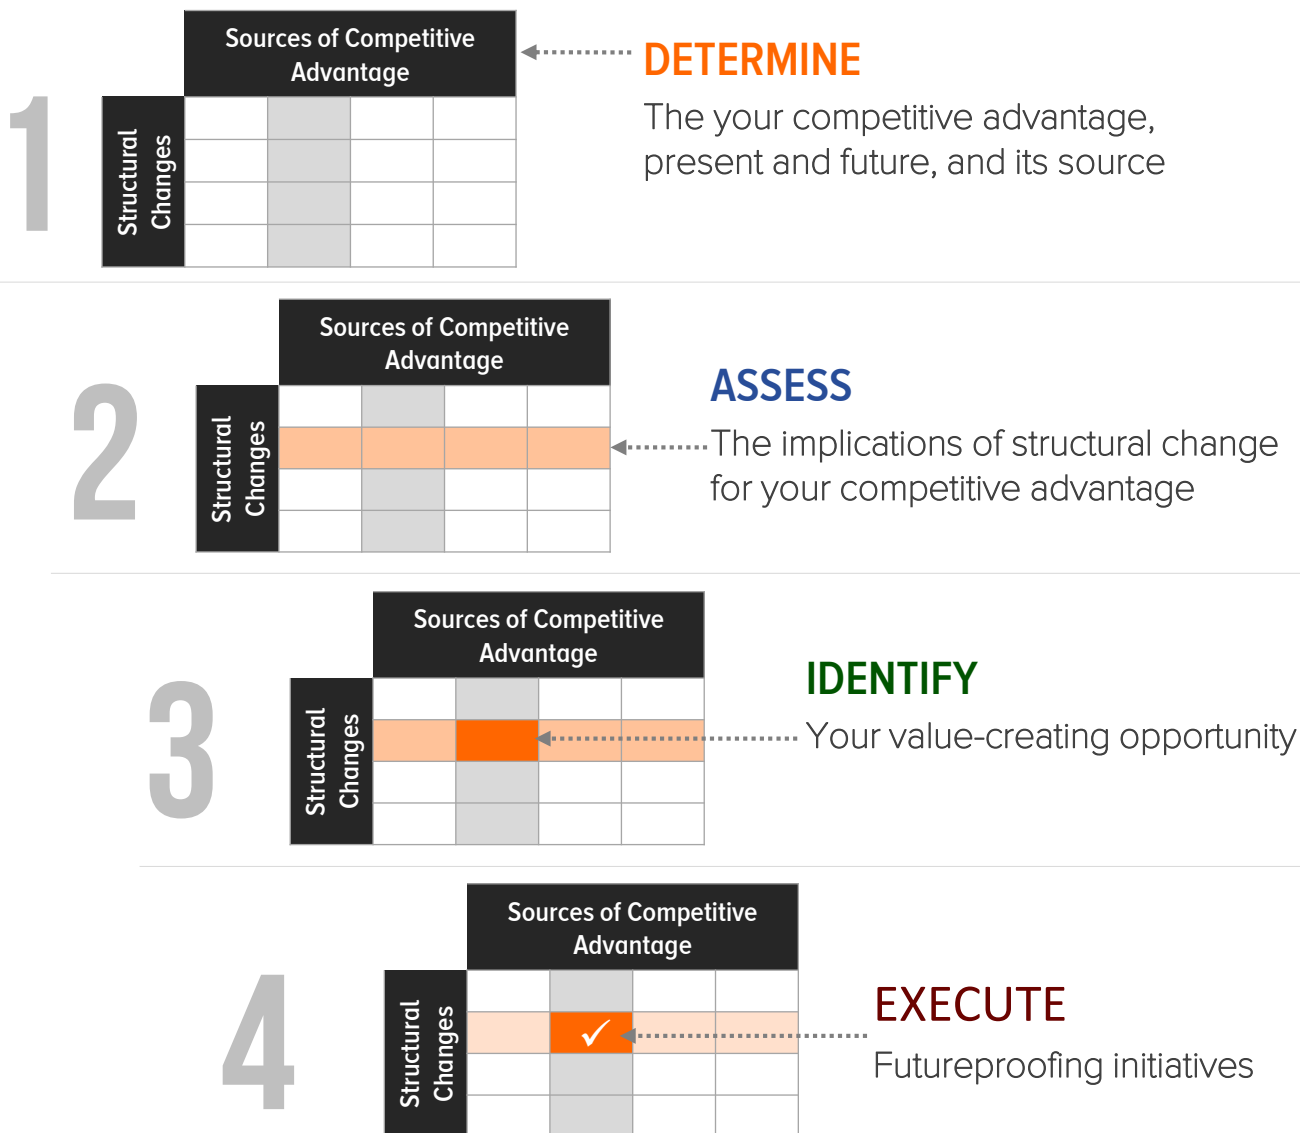 1
Sources of Competitive
Advantage
Structural
Changes
DETERMINE
The your competitive advantage,
present and future, and its source
2
Sources of Competitive
Advantage
Structural
Changes
ASSESS
The implications of structural change
for your competitive advantage
3
Sources of Competitive
Advantage
Structural
Changes
IDENTIFY
Your value-creating opportunity
4
Sources of Competitive
Advantage
Structural
Changes
EXECUTE
Futureproofing initiatives